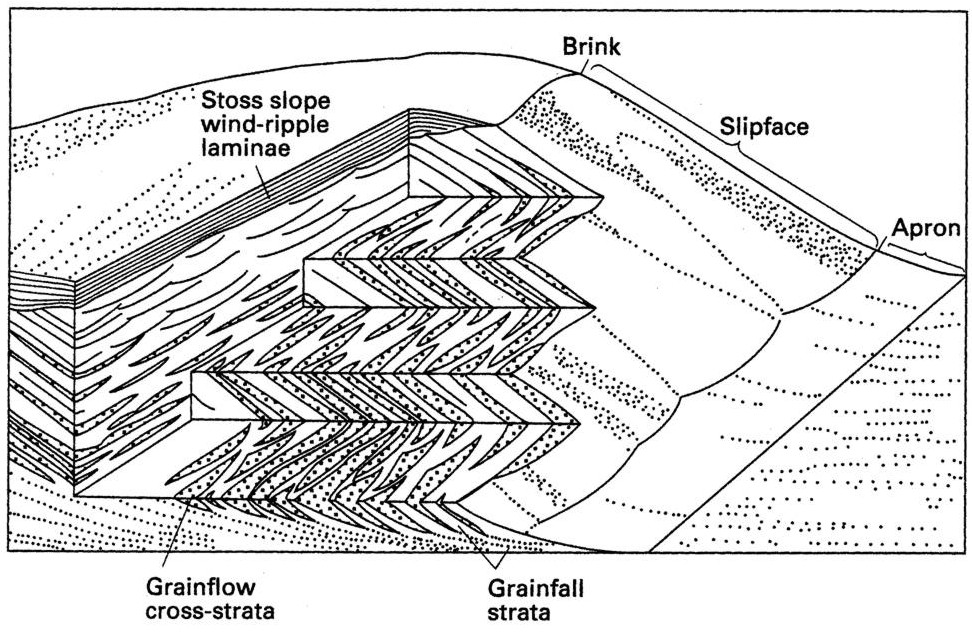 Brink
Stoss slope
wind-ripple
laminae
Slipface
Apron
Grainflow
cross-strata
Grainfall
strata